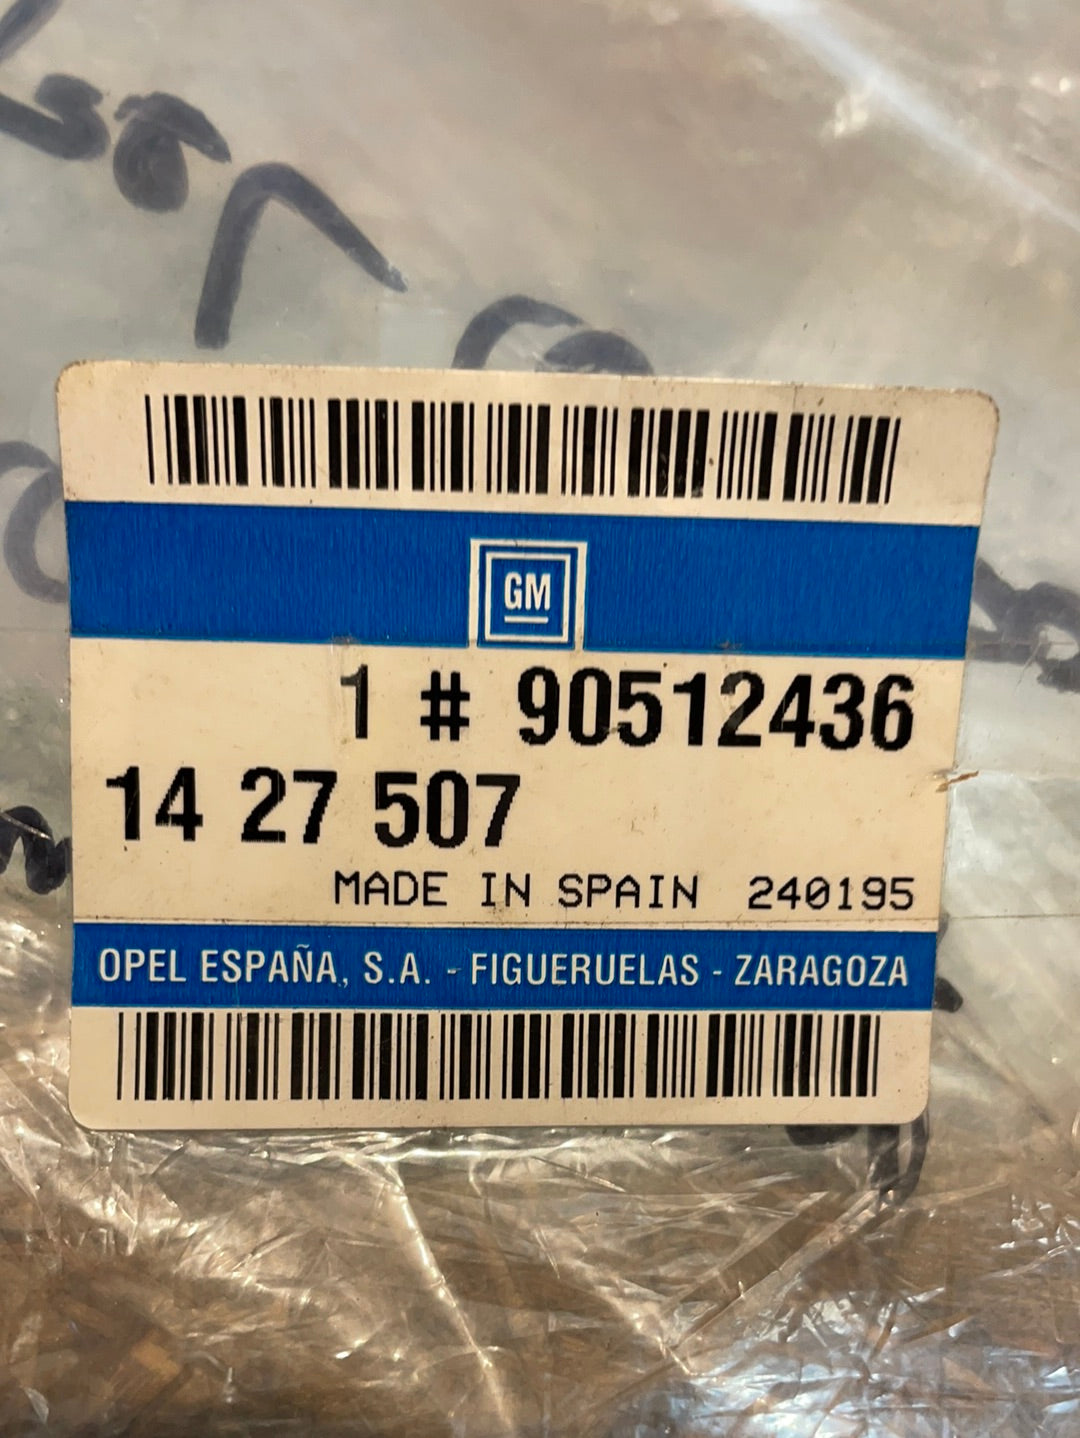 GM
1 # 90512436
14 27 507
MADE IN SPAIN 240195
OPEL ESPAÑA, S.A. - FIGUERUELAS - ZARAGOZA